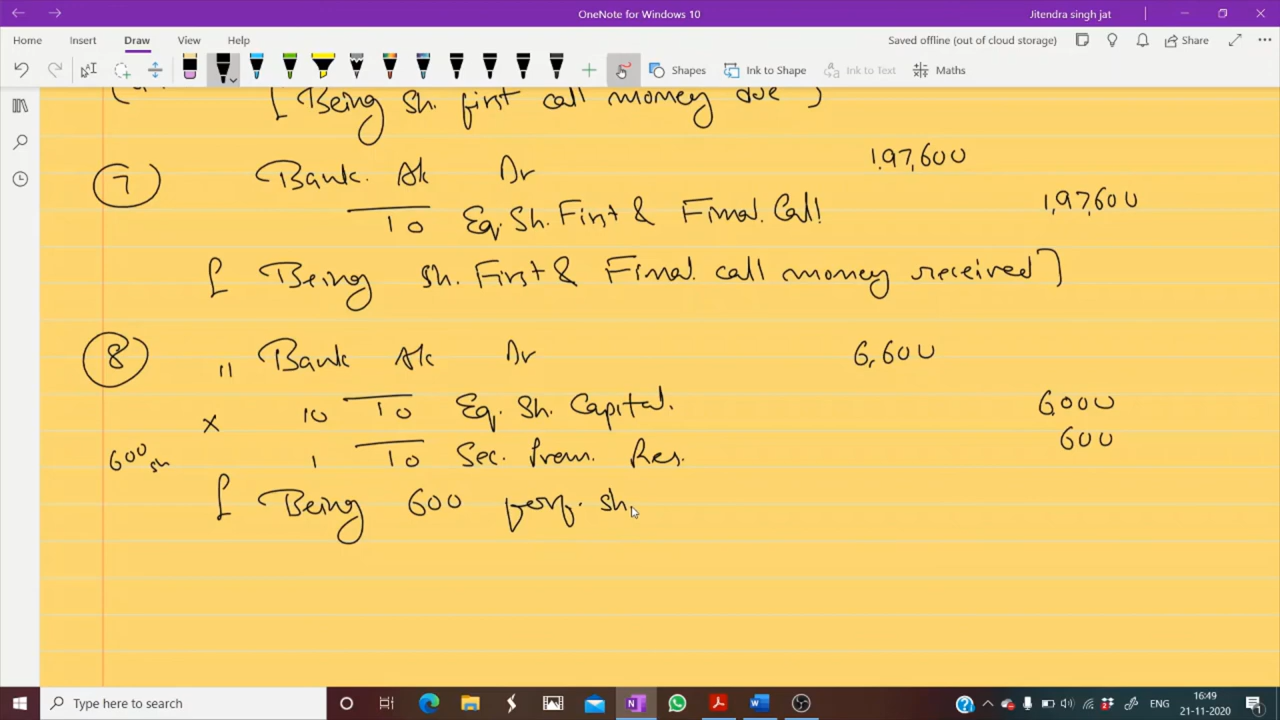 OneNote for Windows 10
Jitendra singh jat
Home Insert Draw View Help
Saved offline (out of cloud storage)
Share
Shapes
Ink to Shape
Ink to Text
Maths
[ Being Sh. first call money due )
7 Bank. A/c Dr 1,97,600
To Eq. Sh. First & Final. Call 1,97,600
[ Being sh. First & Final. call money received ]
8 " Bank A/c Dr 6,600
x 10 To Eq. Sh. Capital. 6,000
600 sh 1 To Sec. Prem. Res. 600
[ Being 600 forf. sh.
Type here to search
ENG
16:49
21-11-2020